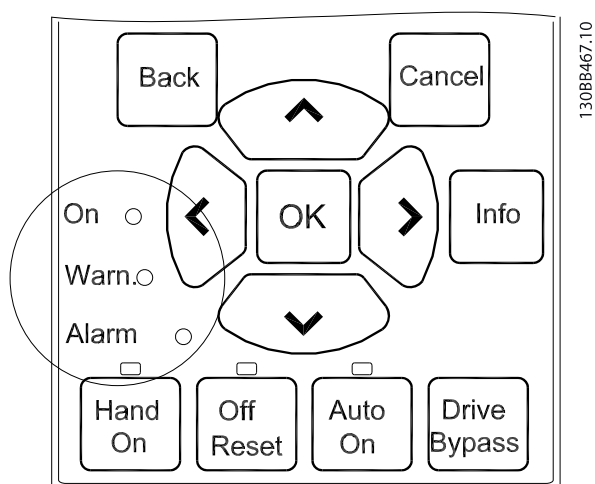 130BB467.10
Back
Cancel
On
OK
Info
Warn.
Alarm
Hand
On
Off
Reset
Auto
On
Drive
Bypass